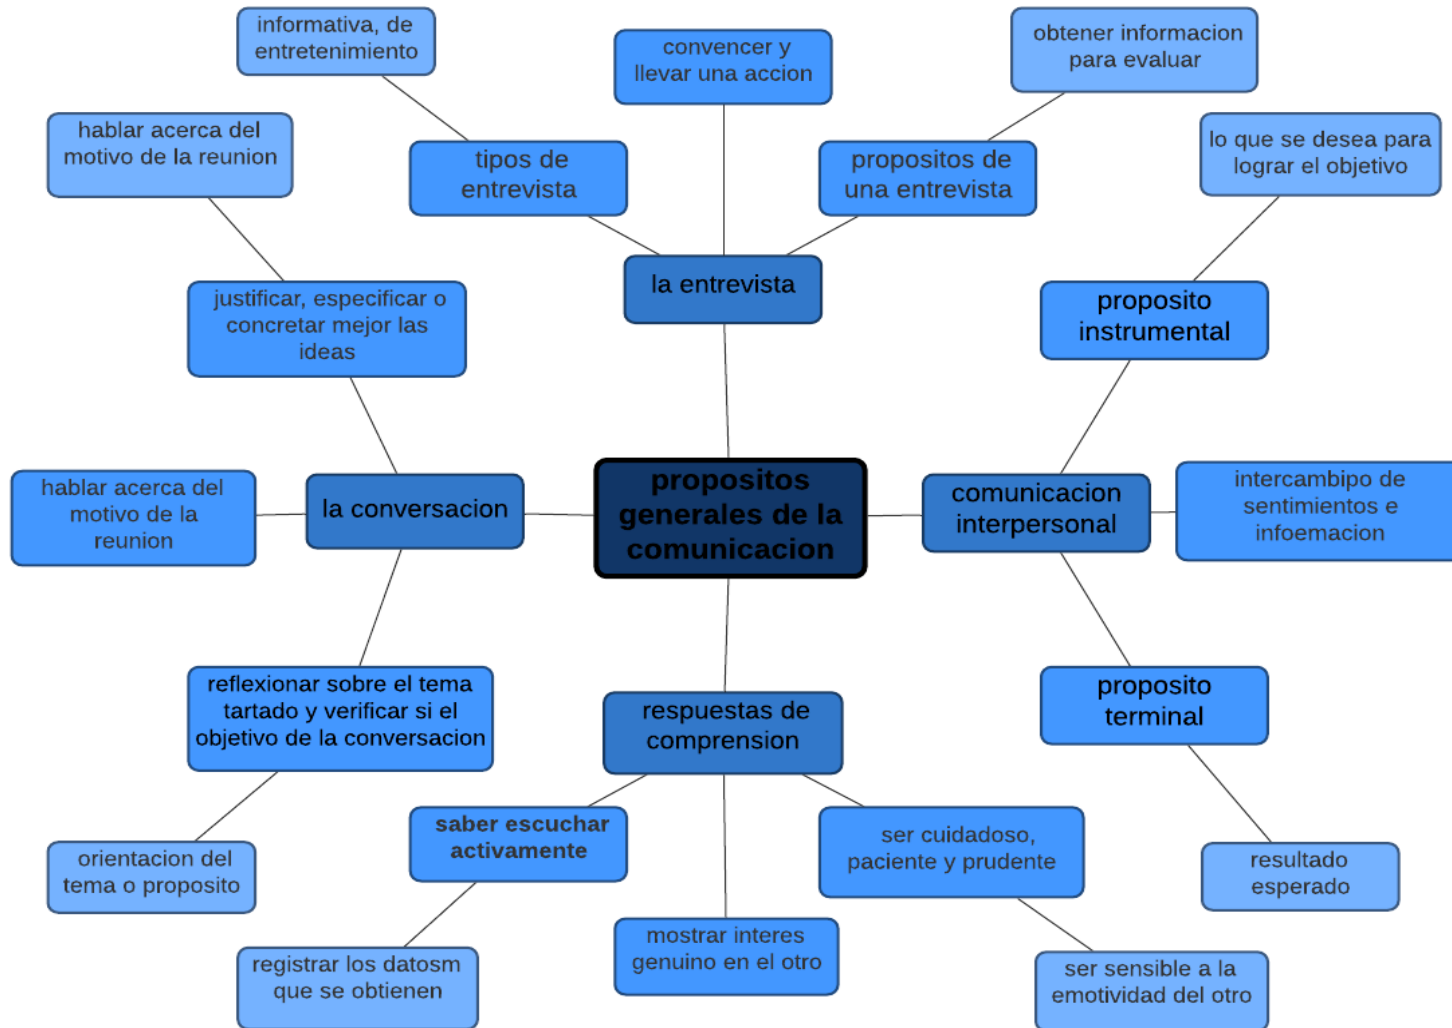 informativa, de
entretenimiento
convencer y
llevar una accion
obtener informacion
para evaluar
hablar acerca del
motivo de la reunion
tipos de
entrevista
propositos de
una entrevista
lo que se desea para
lograr el objetivo
la entrevista
justificar, especificar o
concretar mejor las
ideas
proposito
instrumental
hablar acerca del
motivo de la
reunion
la conversacion
propositos
generales de la
comunicacion
comunicacion
interpersonal
intercambipo de
sentimientos e
infoemacion
reflexionar sobre el tema
tartado y verificar si el
objetivo de la conversacion
respuestas de
comprension
proposito
terminal
orientacion del
tema o proposito
saber escuchar
activamente
ser cuidadoso,
paciente y prudente
resultado
esperado
registrar los datosm
que se obtienen
mostrar interes
genuino en el otro
ser sensible a la
emotividad del otro